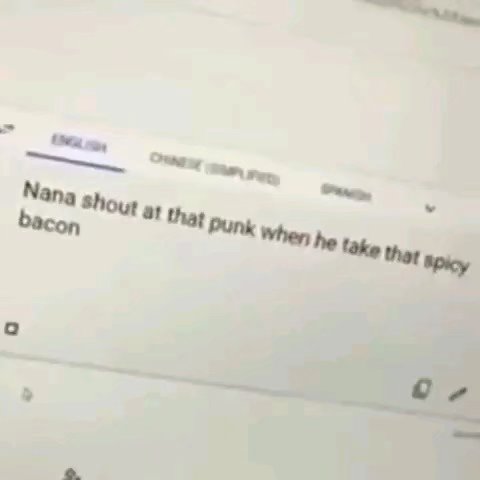 ENGLISH
CHINESE (SIMPLIFIED)
SPANISH
Nana shout at that punk when he take that spicy
bacon